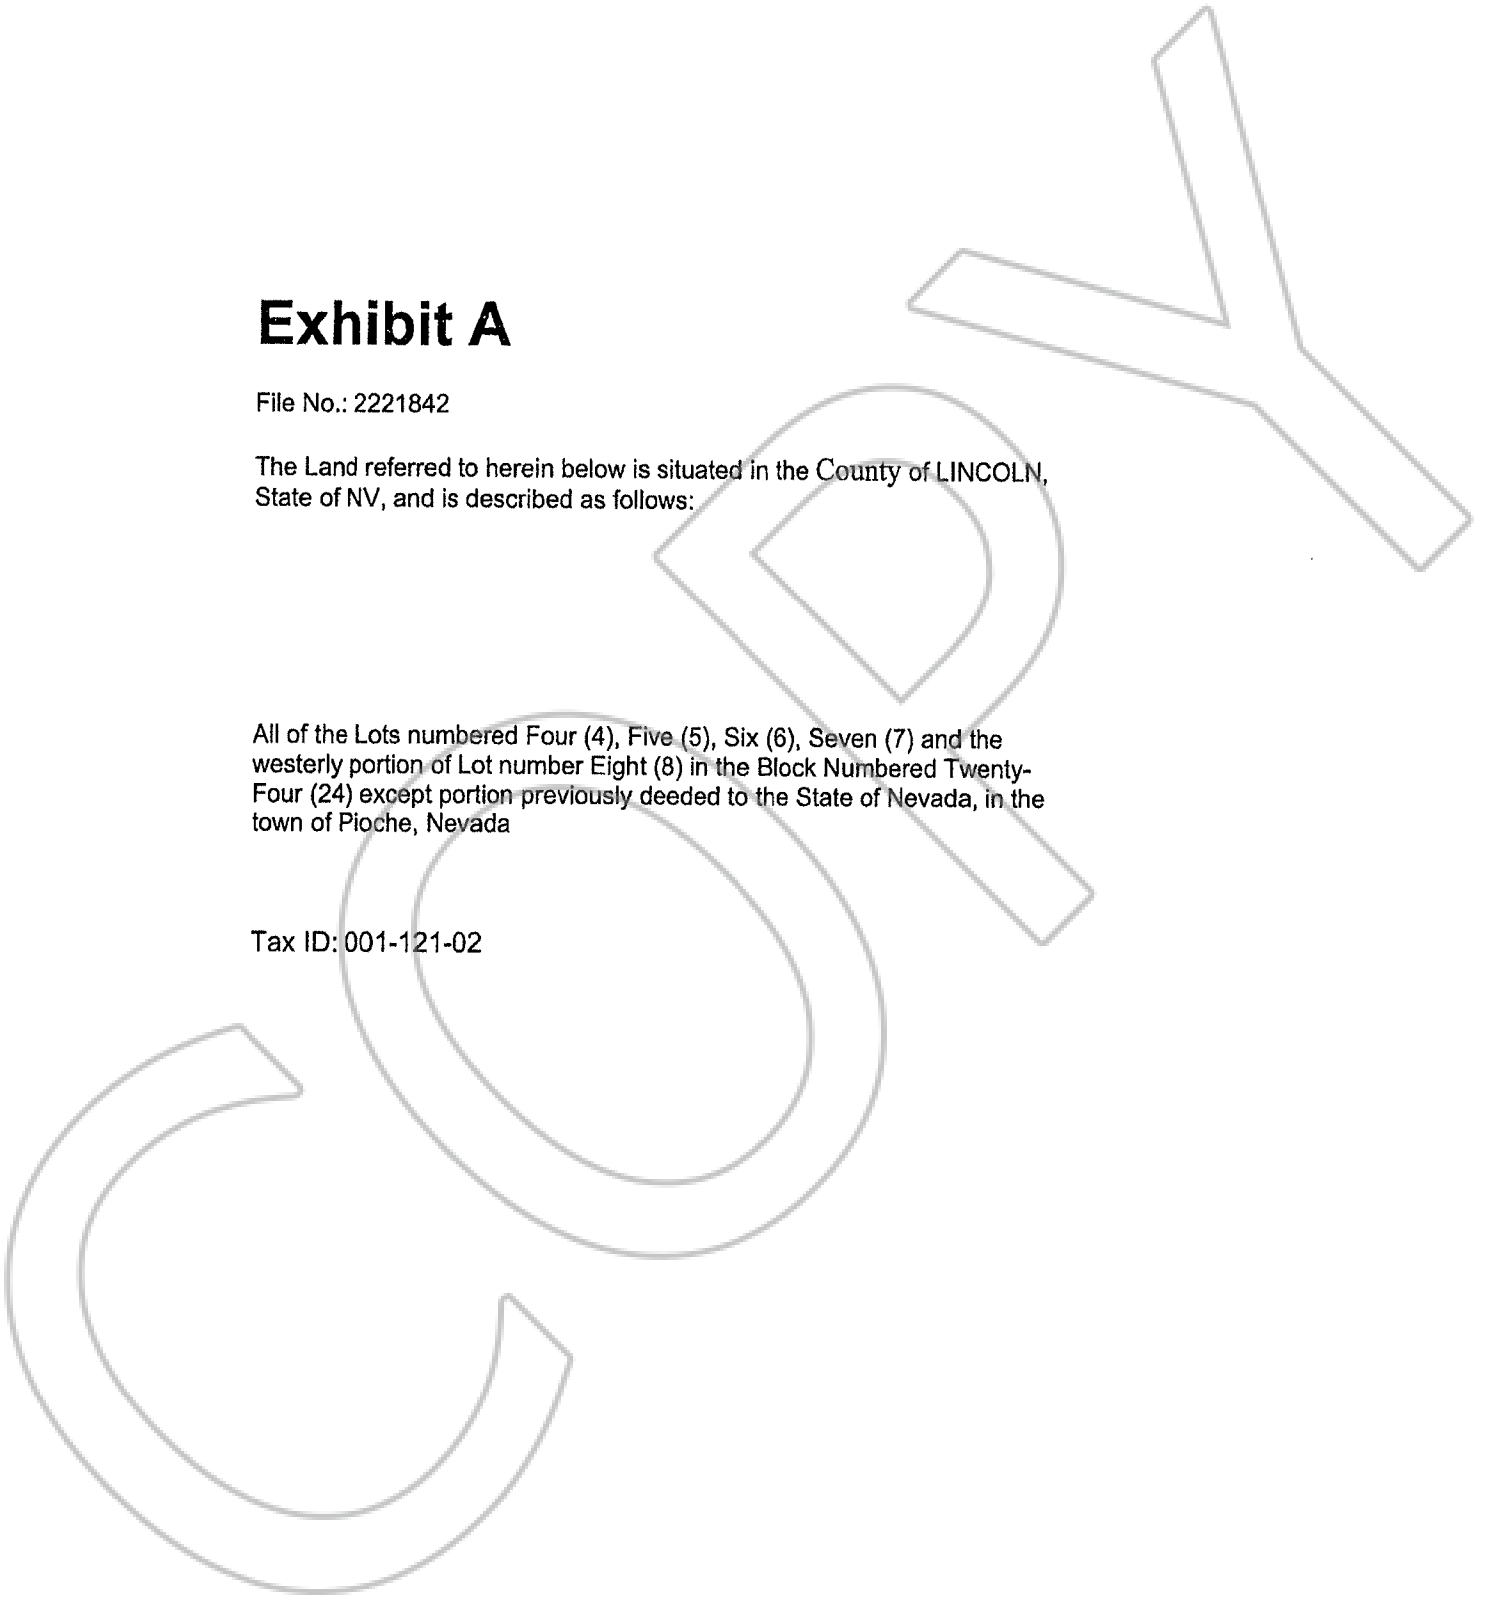 Exhibit A
File No.: 2221842
The Land referred to herein below is situated in the County of LINCOLN,
State of NV, and is described as follows:
All of the Lots numbered Four (4), Five (5), Six (6), Seven (7) and the
westerly portion of Lot number Eight (8) in the Block Numbered Twenty-
Four (24) except portion previously deeded to the State of Nevada, in the
town of Pioche, Nevada
Tax ID: 001-121-02
COPY